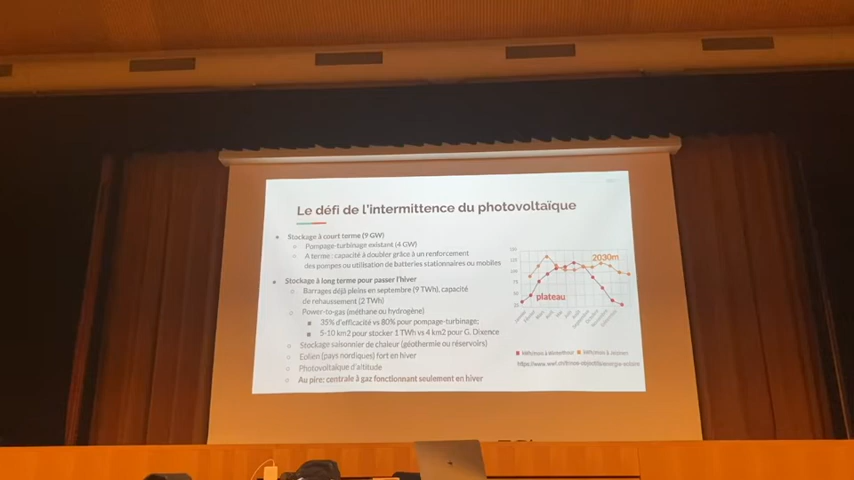 Le défi de l'intermittence du photovoltaïque
Stockage à court terme (9 GW)
Pompage-turbinage existant (4 GW)
A terme : capacité à doubler grâce à un renforcement
des pompes ou utilisation de batteries stationnaires ou mobiles
Stockage à long terme pour passer l'hiver
Barrages déjà pleins en septembre (9 TWh), capacité
de rehaussement (2 TWh)
Power-to-gas (méthane ou hydrogène)
35% d'efficacité vs 80% pour pompage-turbinage;
5-10 km2 pour stocker 1 TWh vs 4 km2 pour G. Dixence
Stockage saisonnier de chaleur (géothermie ou réservoirs)
Eolien (pays nordiques) fort en hiver
Photovoltaïque d'altitude
Au pire: centrale à gaz fonctionnant seulement en hiver
2030m
plateau